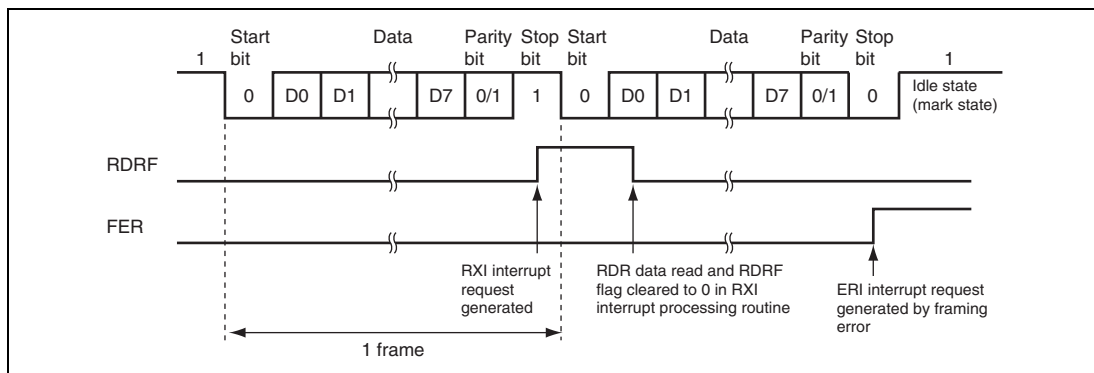 Start bit
Data
Parity bit
Stop bit
Start bit
Data
Parity bit
Stop bit
1
0
D0
D1
D7
0/1
1
0
D0
D1
D7
0/1
0
1
Idle state
(mark state)
RDRF
FER
RXI interrupt
request
generated
RDR data read and RDRF
flag cleared to 0 in RXI
interrupt processing routine
ERI interrupt request
generated by framing
error
1 frame